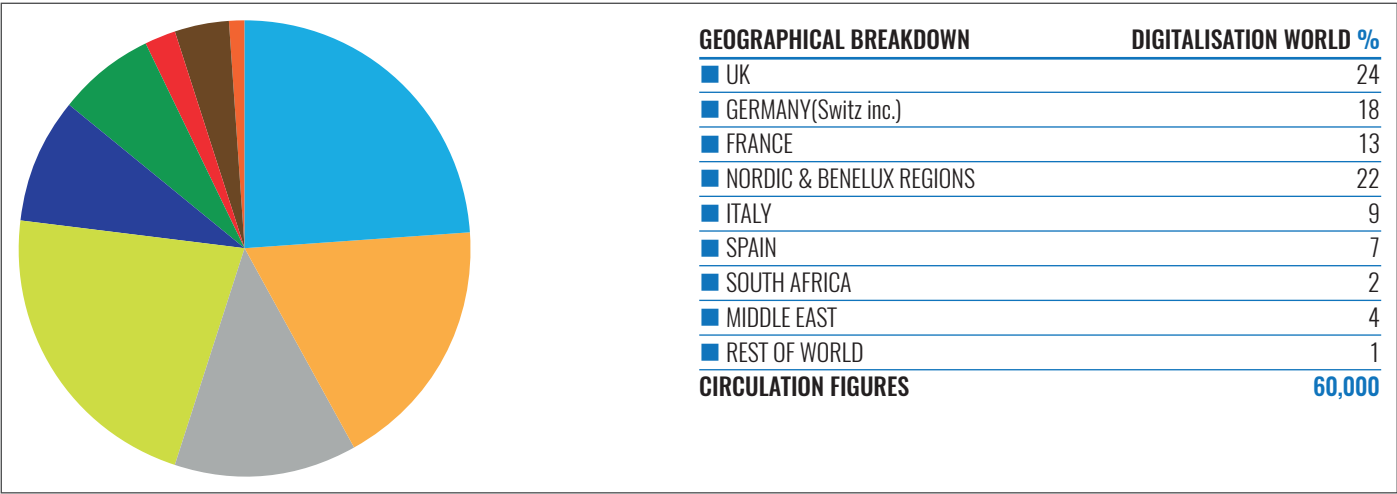 GEOGRAPHICAL BREAKDOWN DIGITALISATION WORLD %
UK 24
GERMANY(Switz inc.) 18
FRANCE 13
NORDIC & BENELUX REGIONS 22
ITALY 9
SPAIN 7
SOUTH AFRICA 2
MIDDLE EAST 4
REST OF WORLD 1
CIRCULATION FIGURES 60,000